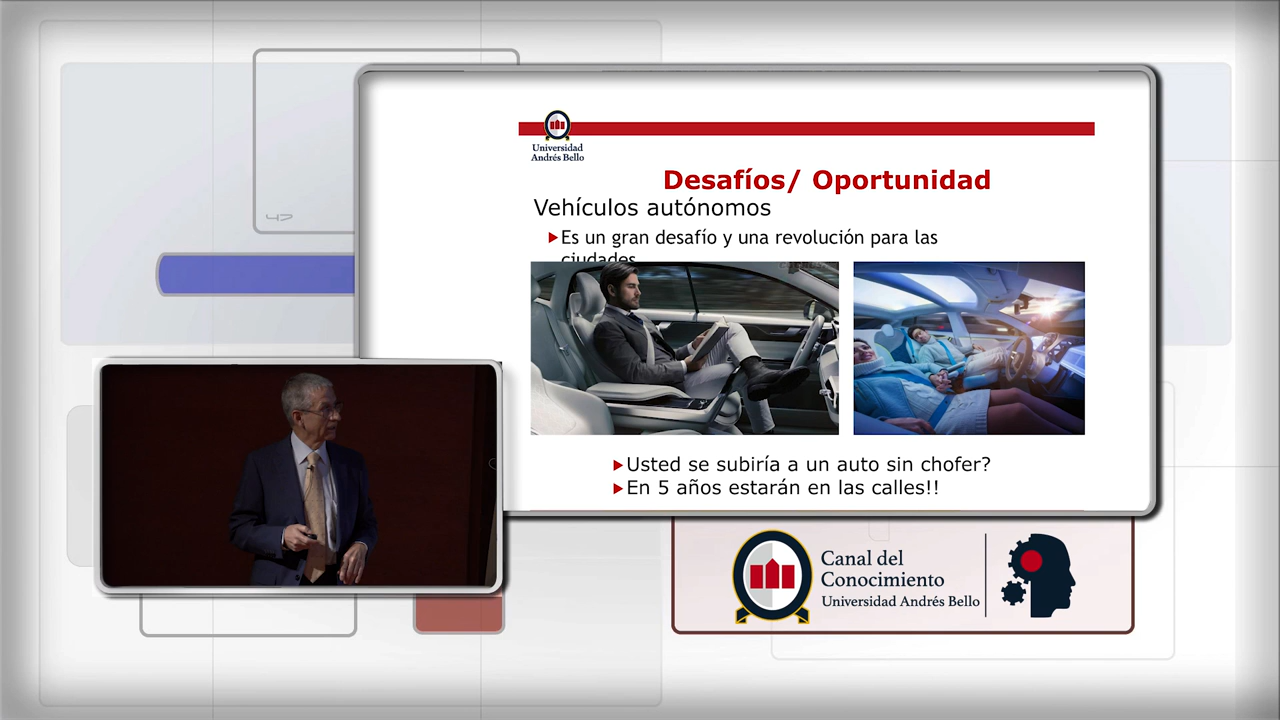 Universidad
Andrés Bello
Desafíos/ Oportunidad
Vehículos autónomos
Es un gran desafío y una revolución para las
ciudades
Usted se subiría a un auto sin chofer?
En 5 años estarán en las calles!!
Canal del
Conocimiento
Universidad Andrés Bello